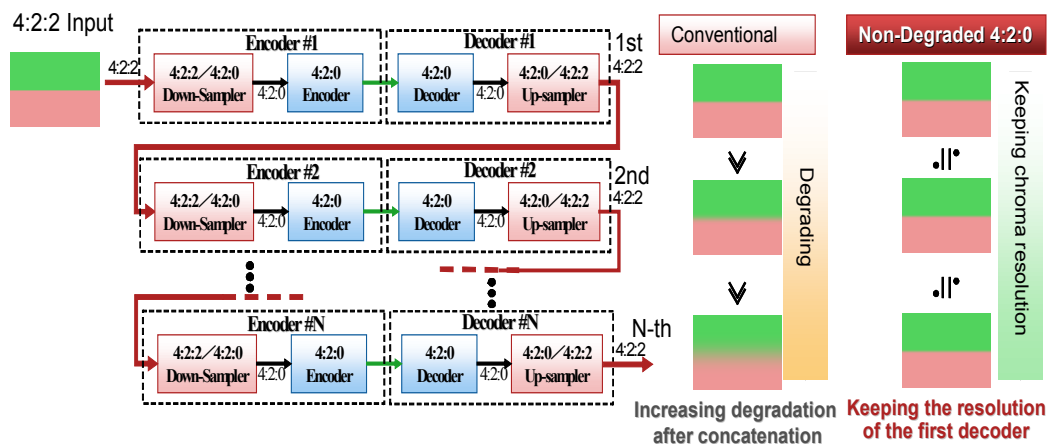 4:2:2 Input
4:2:2
Encoder #1
4:2:2／4:2:0
Down-Sampler
4:2:0
4:2:0
Encoder
Decoder #1
4:2:0
Decoder
4:2:0
4:2:0／4:2:2
Up-sampler
1st
4:2:2
Encoder #2
4:2:2／4:2:0
Down-Sampler
4:2:0
4:2:0
Encoder
Decoder #2
4:2:0
Decoder
4:2:0
4:2:0／4:2:2
Up-sampler
2nd
4:2:2
Encoder #N
4:2:2／4:2:0
Down-Sampler
4:2:0
4:2:0
Encoder
Decoder #N
4:2:0
Decoder
4:2:0
4:2:0／4:2:2
Up-sampler
N-th
4:2:2
Conventional
Degrading
Increasing degradation
after concatenation
Non-Degraded 4:2:0
Keeping chroma resolution
Keeping the resolution
of the first decoder